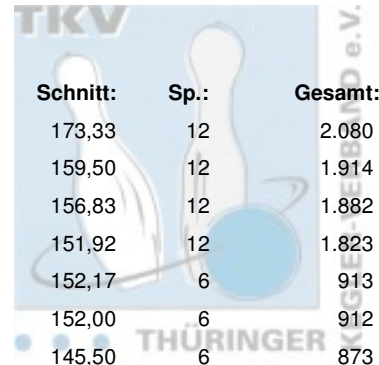 TKV
Schnitt: Sp.: Gesamt:
173,33 12 2.080
159,50 12 1.914
156,83 12 1.882
151,92 12 1.823
152,17 6 913
152,00 6 912
THÜRINGER
145,50 6 873
KEGLER-VERBAND e.V.